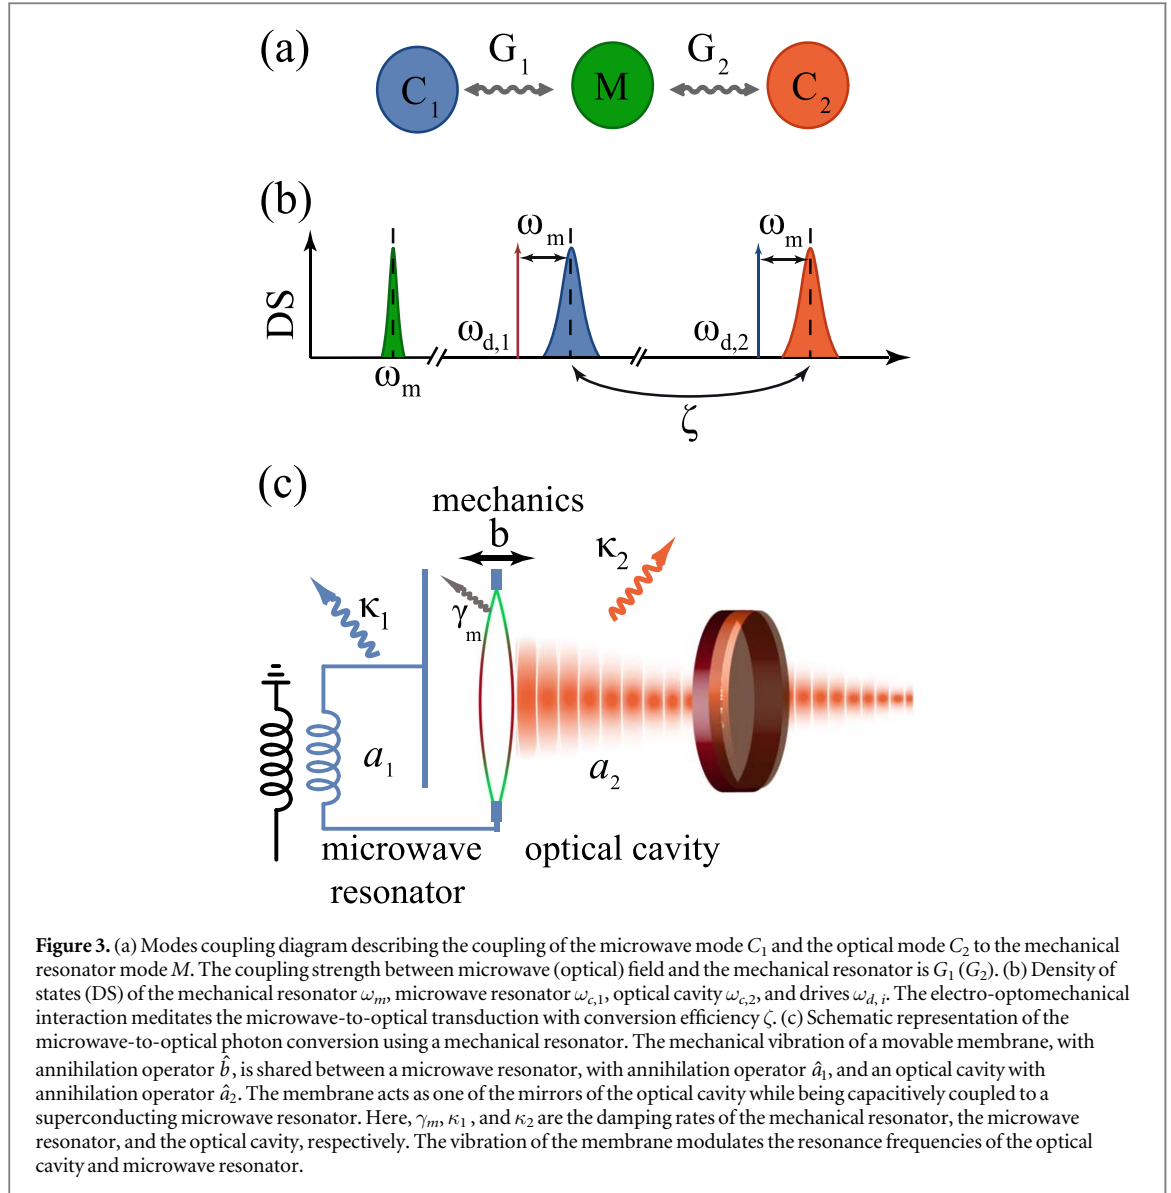 (a)
G₁
G₂
C₁
M
C₂
(b)
ωₘ
ωₘ
DS
ω_d,1
ω_d,2
ωₘ
ζ
(c)
mechanics
b
κ₂
κ₁
γₘ
a₁
a₂
microwave
resonator
optical cavity
Figure 3. (a) Modes coupling diagram describing the coupling of the microwave mode C₁ and the optical mode C₂ to the mechanical
resonator mode M. The coupling strength between microwave (optical) field and the mechanical resonator is G₁ (G₂). (b) Density of
states (DS) of the mechanical resonator ωₘ, microwave resonator ω_c,1, optical cavity ω_c,2, and drives ω_d, i. The electro-optomechanical
interaction meditates the microwave-to-optical transduction with conversion efficiency ζ. (c) Schematic representation of the
microwave-to-optical photon conversion using a mechanical resonator. The mechanical vibration of a movable membrane, with
annihilation operator b̂, is shared between a microwave resonator, with annihilation operator â₁, and an optical cavity with
annihilation operator â₂. The membrane acts as one of the mirrors of the optical cavity while being capacitively coupled to a
superconducting microwave resonator. Here, γₘ, κ₁, and κ₂ are the damping rates of the mechanical resonator, the microwave
resonator, and the optical cavity, respectively. The vibration of the membrane modulates the resonance frequencies of the optical
cavity and microwave resonator.